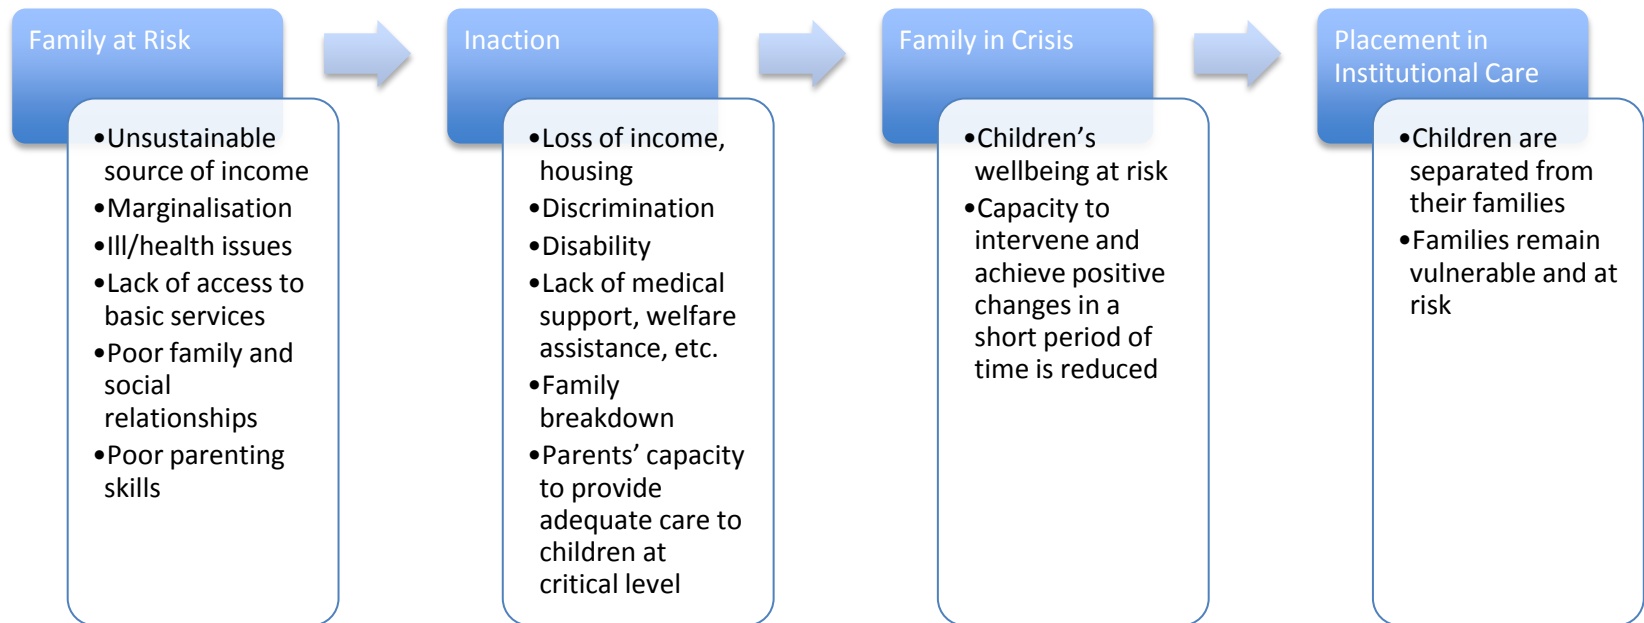 Family at Risk
•Unsustainable
source of income
•Marginalisation
•Ill/health issues
•Lack of access to
basic services
•Poor family and
social
relationships
•Poor parenting
skills
Inaction
•Loss of income,
housing
•Discrimination
•Disability
•Lack of medical
support, welfare
assistance, etc.
•Family
breakdown
•Parents’ capacity
to provide
adequate care to
children at
critical level
Family in Crisis
•Children’s
wellbeing at risk
•Capacity to
intervene and
achieve positive
changes in a
short period of
time is reduced
Placement in
Institutional Care
•Children are
separated from
their families
•Families remain
vulnerable and at
risk